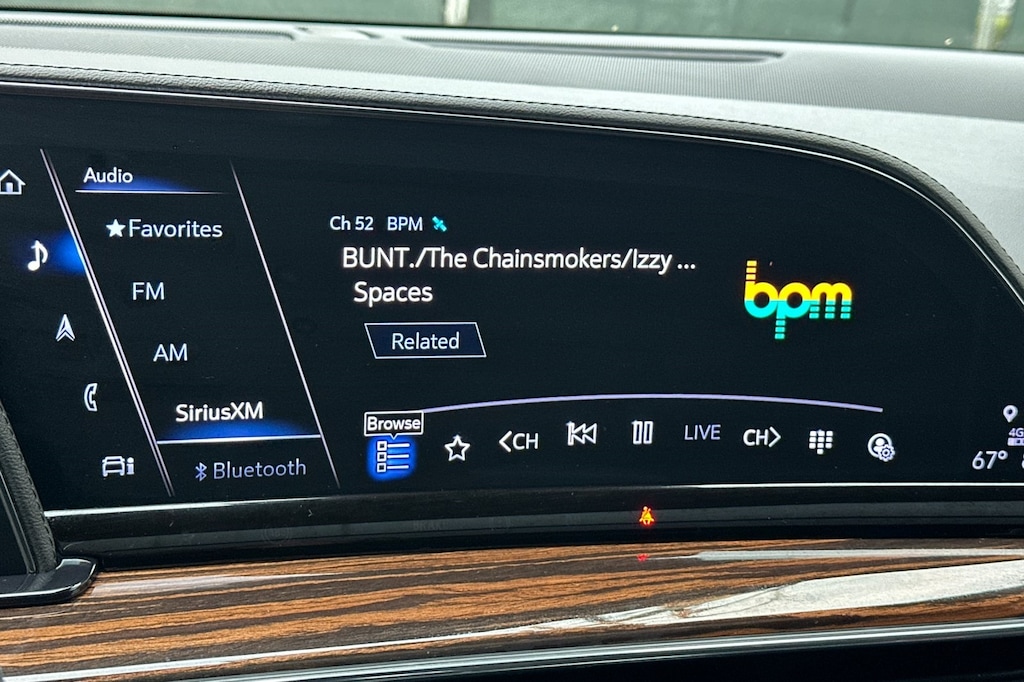 Audio
Favorites
FM
AM
SiriusXM
Bluetooth
Ch 52 BPM
BUNT./The Chainsmokers/Izzy ...
Spaces
Related
bpm
Browse
<CH
LIVE
CH>
4G
67°